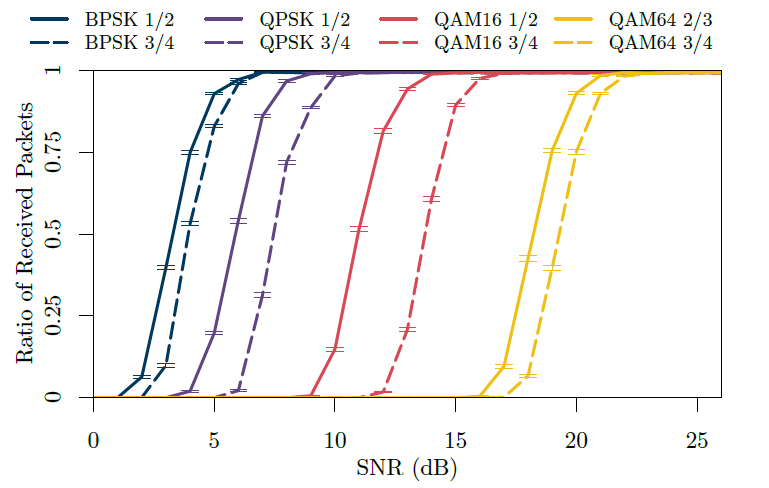 BPSK 1/2 QPSK 1/2 QAM16 1/2 QAM64 2/3
BPSK 3/4 QPSK 3/4 QAM16 3/4 QAM64 3/4
Ratio of Received Packets
1
0.75
0.5
0.25
0
0 5 10 15 20 25
SNR (dB)